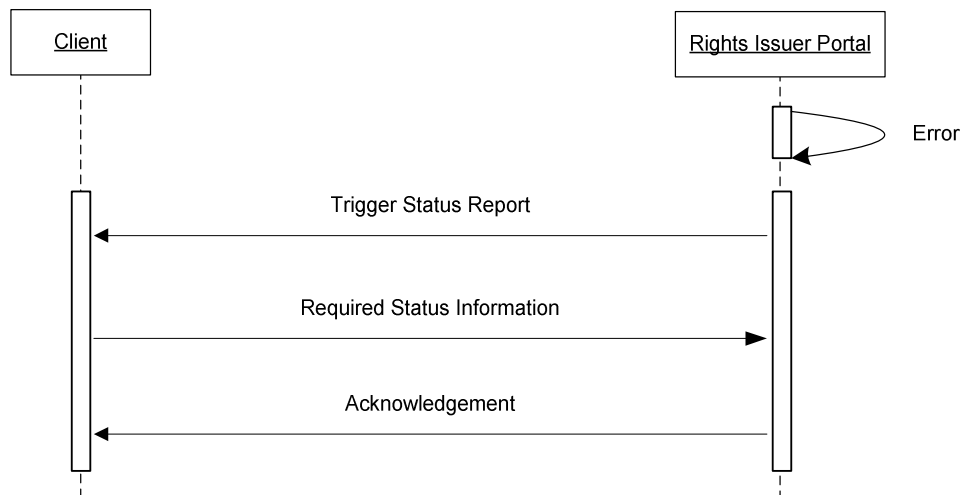 Client
Rights Issuer Portal
Error
Trigger Status Report
Required Status Information
Acknowledgement